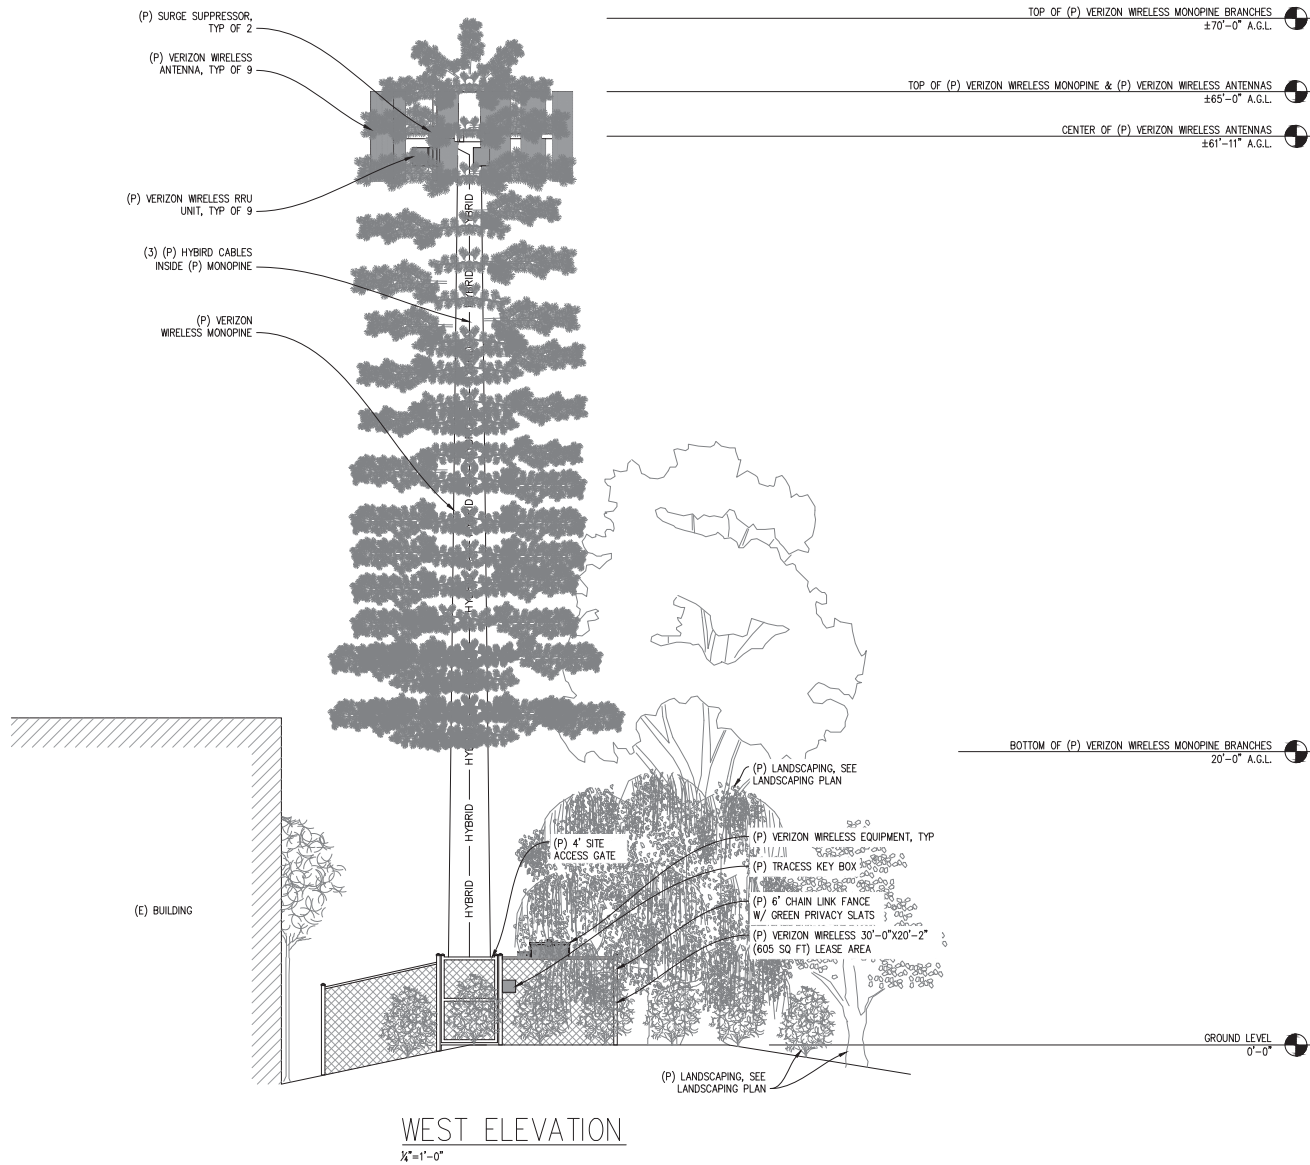 (P) SURGE SUPPRESSOR,
TYP OF 2
(P) VERIZON WIRELESS
ANTENNA, TYP OF 9
(P) VERIZON WIRELESS RRU
UNIT, TYP OF 9
(3) (P) HYBIRD CABLES
INSIDE (P) MONOPINE
(P) VERIZON
WIRELESS MONOPINE
TOP OF (P) VERIZON WIRELESS MONOPINE BRANCHES
±70'-0" A.G.L.
TOP OF (P) VERIZON WIRELESS MONOPINE & (P) VERIZON WIRELESS ANTENNAS
±65'-0" A.G.L.
CENTER OF (P) VERIZON WIRELESS ANTENNAS
±61'-11" A.G.L.
HYBRID
HYBRID
BOTTOM OF (P) VERIZON WIRELESS MONOPINE BRANCHES
20'-0" A.G.L.
(P) LANDSCAPING, SEE
LANDSCAPING PLAN
HYBRID
(P) 4' SITE
ACCESS GATE
(P) VERIZON WIRELESS EQUIPMENT, TYP
(P) TRACESS KEY BOX
HYBRID
(P) 6' CHAIN LINK FANCE
W/ GREEN PRIVACY SLATS
(P) VERIZON WIRELESS 30'-0"X20'-2"
(605 SQ FT) LEASE AREA
(E) BUILDING
GROUND LEVEL
0'-0"
(P) LANDSCAPING, SEE
LANDSCAPING PLAN
WEST ELEVATION
¼"=1'-0"